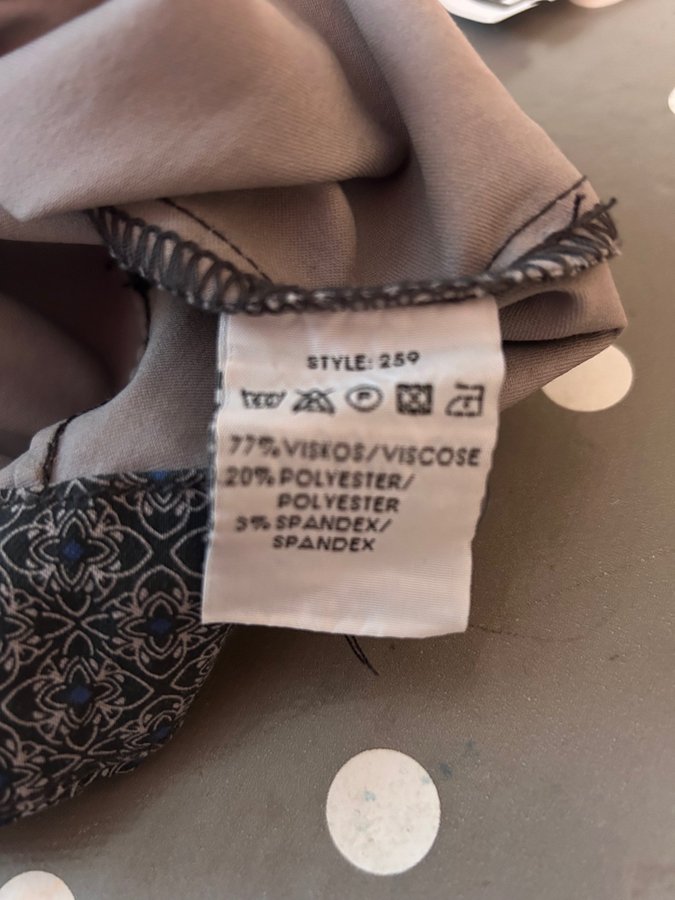 STYLE: 259
77% VISKOS/VISCOSE
20% POLYESTER/
POLYESTER
3% SPANDEX/
SPANDEX